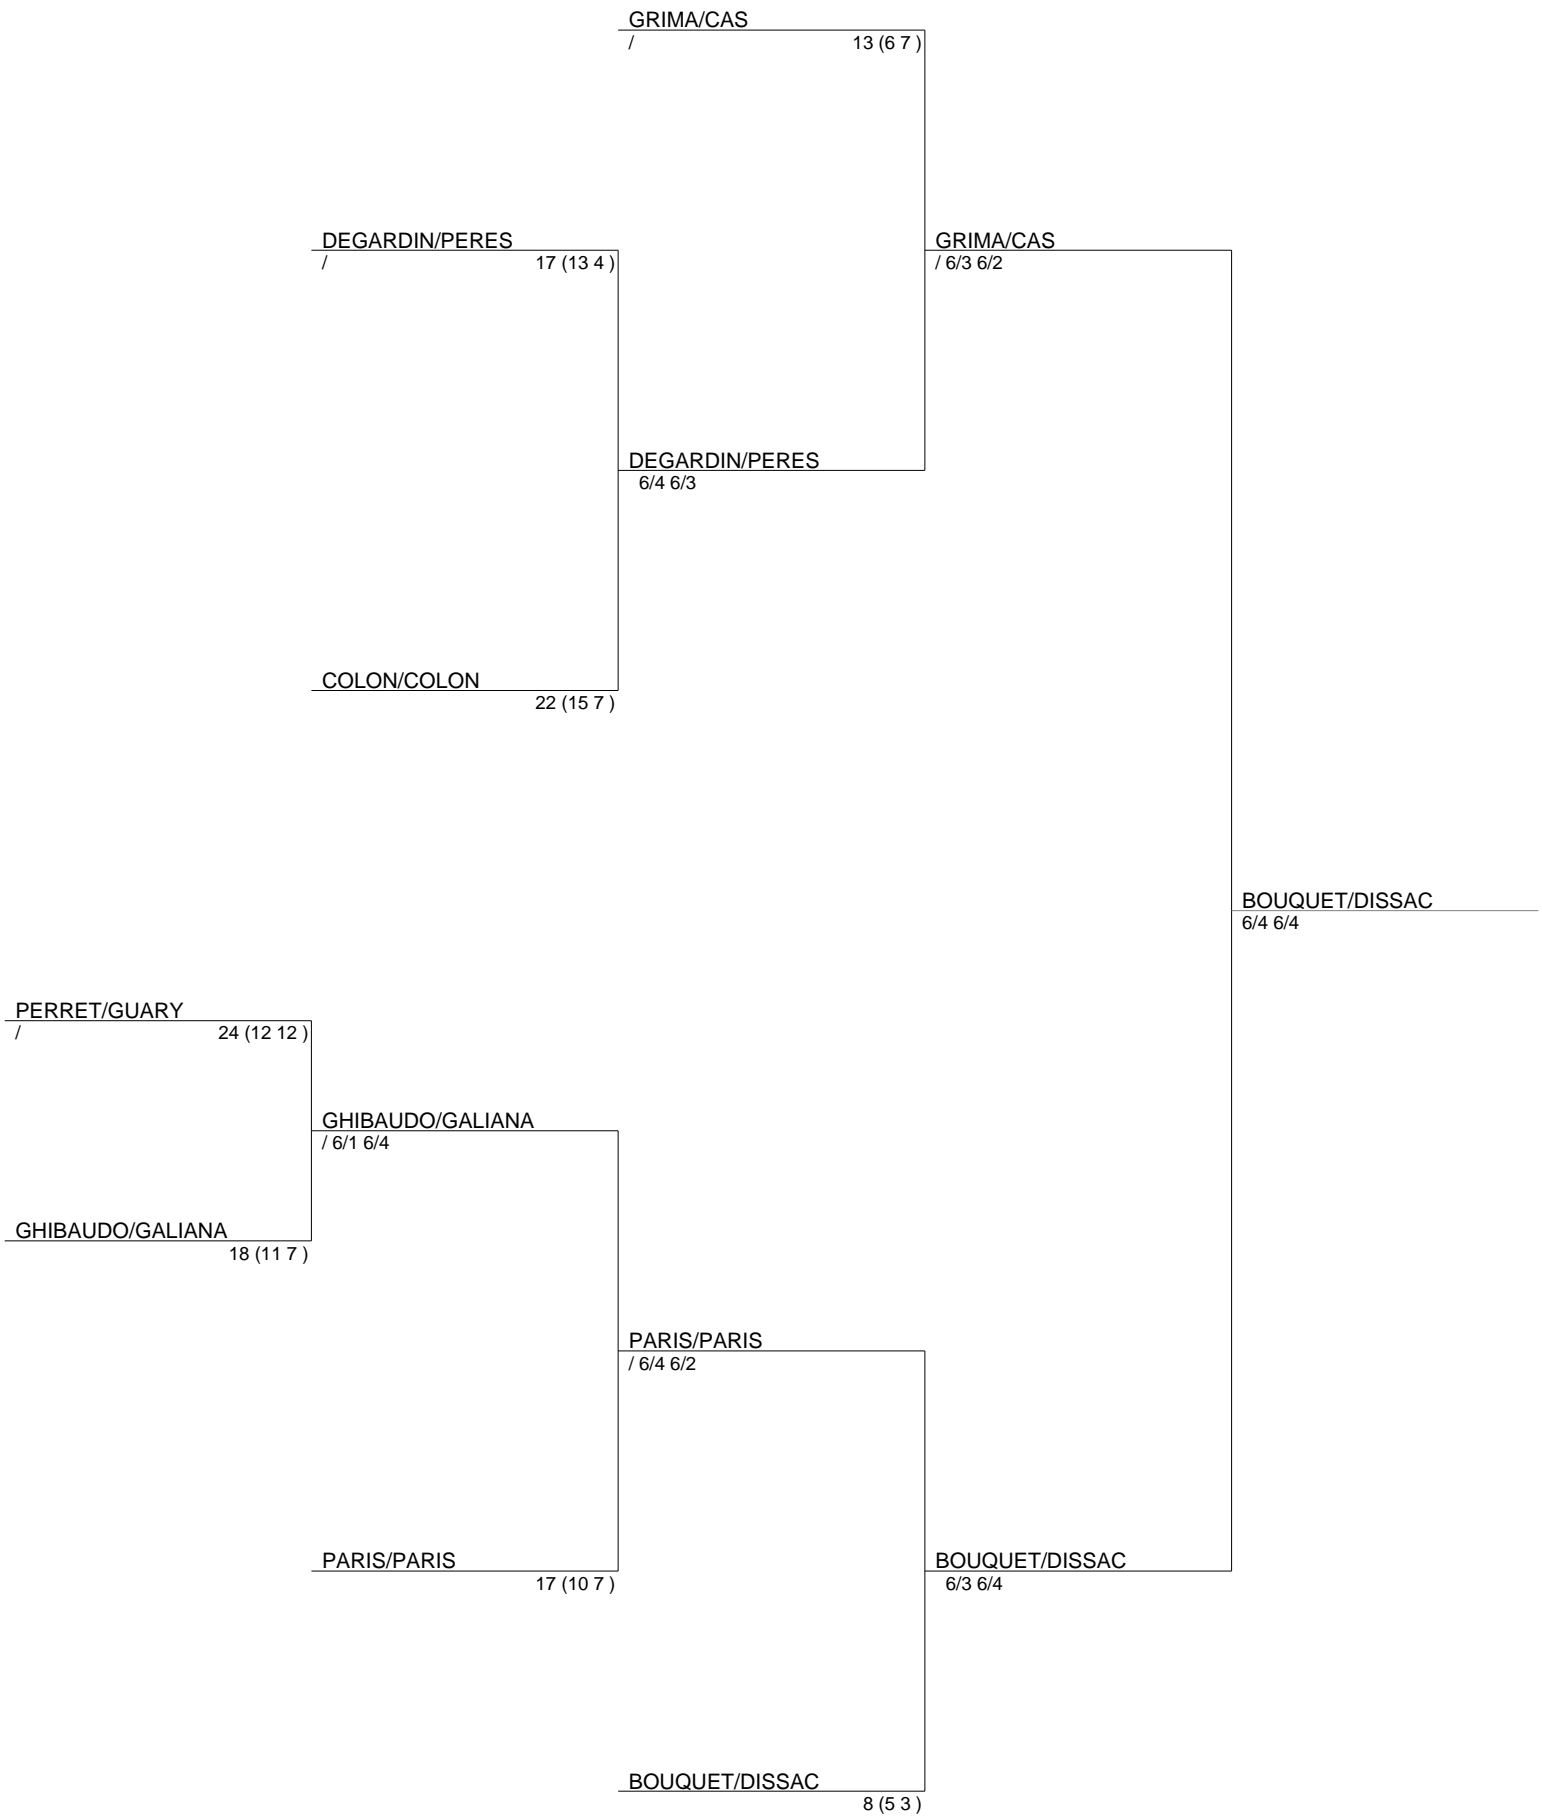 GRIMA/CAS
/ 13 (6 7 )
DEGARDIN/PERES
/ 17 (13 4 )
GRIMA/CAS
/ 6/3 6/2
DEGARDIN/PERES
6/4 6/3
COLON/COLON
22 (15 7 )
BOUQUET/DISSAC
6/4 6/4
PERRET/GUARY
/ 24 (12 12 )
GHIBAUDO/GALIANA
/ 6/1 6/4
GHIBAUDO/GALIANA
18 (11 7 )
PARIS/PARIS
/ 6/4 6/2
PARIS/PARIS
17 (10 7 )
BOUQUET/DISSAC
6/3 6/4
BOUQUET/DISSAC
8 (5 3 )